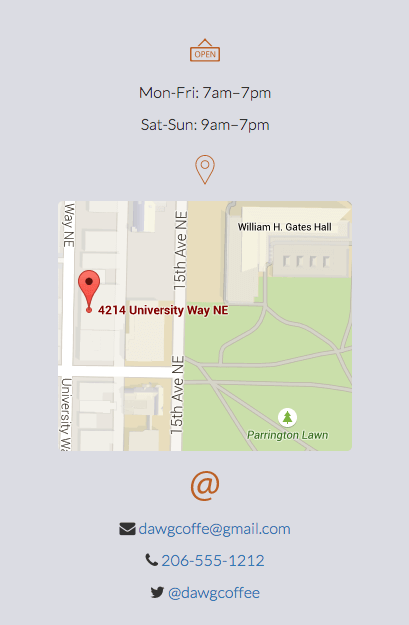 OPEN
Mon-Fri: 7am–7pm
Sat-Sun: 9am–7pm
Way NE
15th Ave NE
William H. Gates Hall
4214 University Way NE
University Wa
15th Ave NE
Parrington Lawn
@
dawgcoffe@gmail.com
206-555-1212
@dawgcoffee